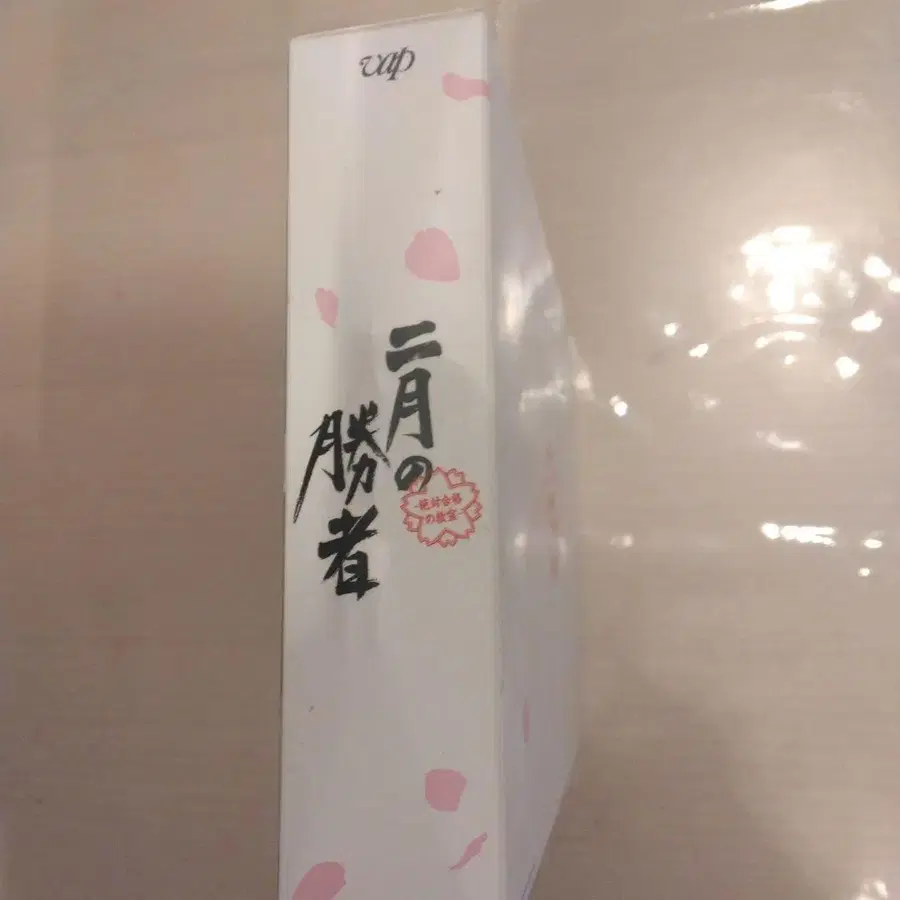 vap
二月の
勝者
絶対合格
の教室